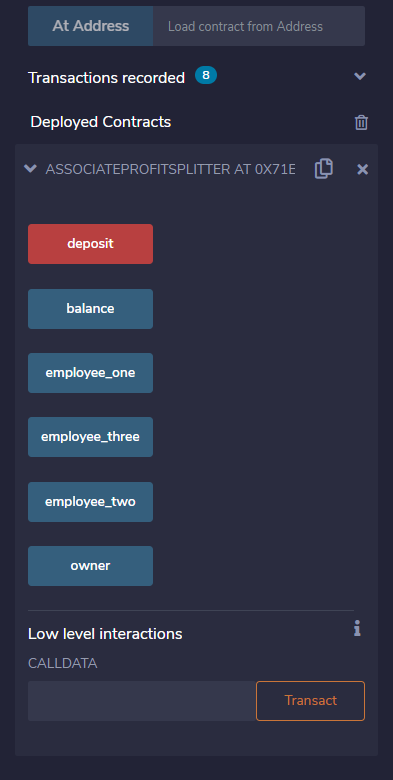 At Address Load contract from Address
Transactions recorded 8
Deployed Contracts
ASSOCIATEPROFITSPLITTER AT 0X71E
deposit
balance
employee_one
employee_three
employee_two
owner
Low level interactions
CALLDATA
Transact